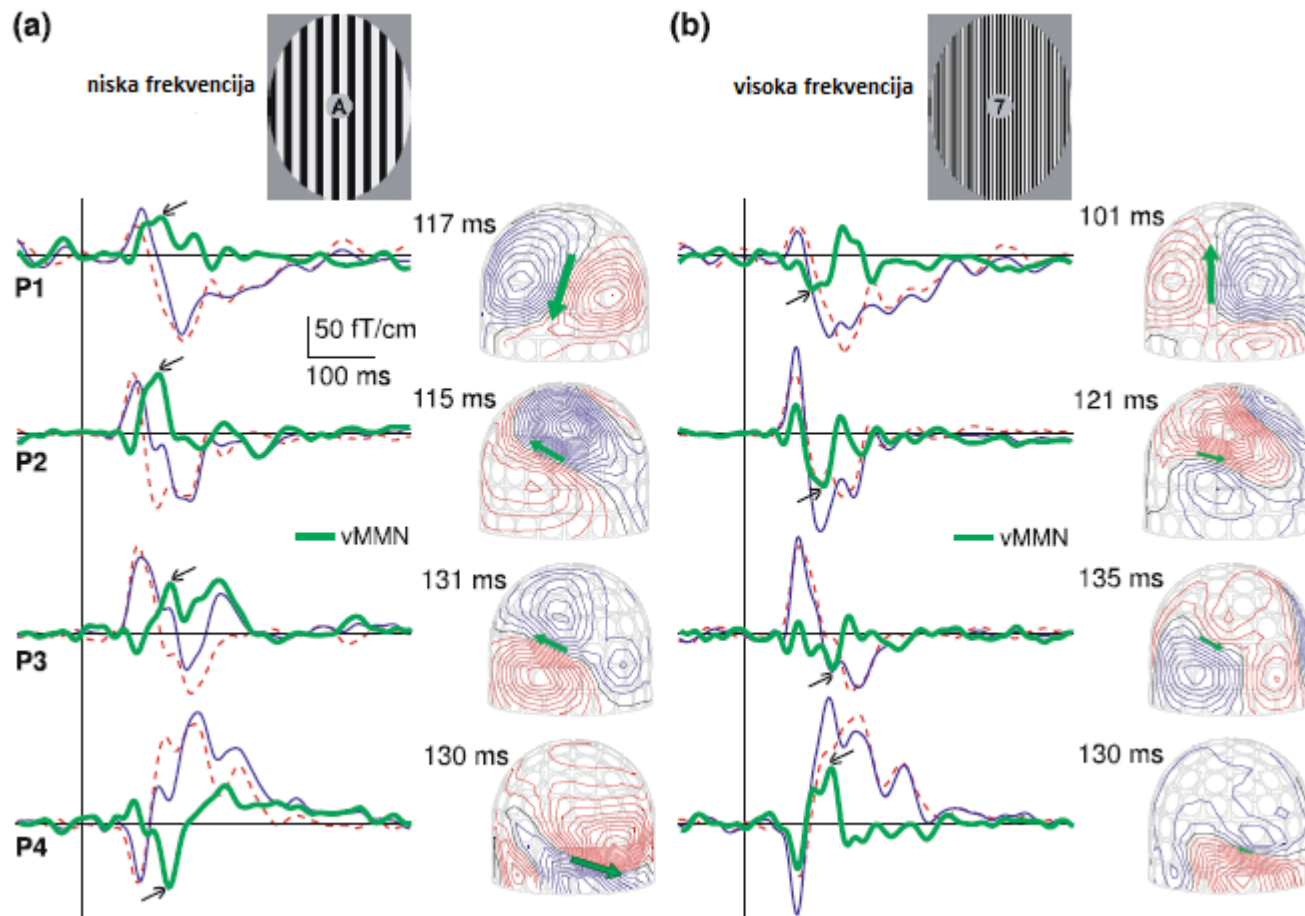 (a)
niska frekvencija
A
117 ms
P1
50 fT/cm
100 ms
115 ms
P2
vMMN
131 ms
P3
130 ms
P4
(b)
visoka frekvencija
7
101 ms
121 ms
vMMN
135 ms
130 ms